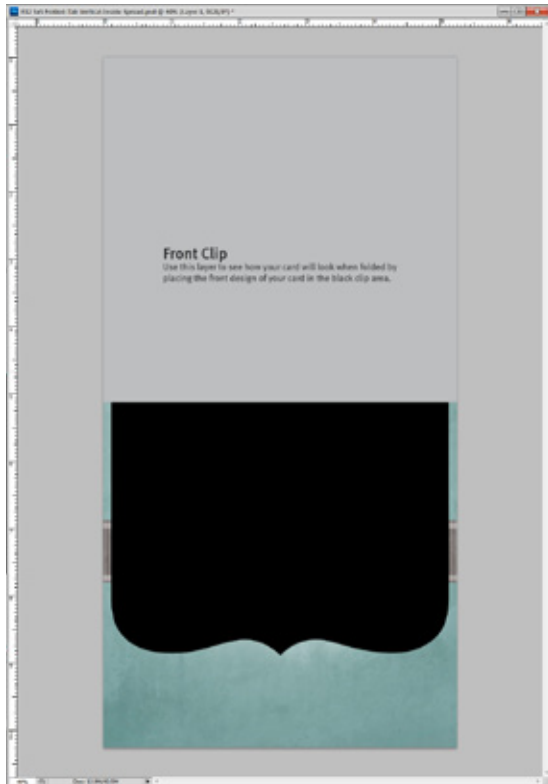 Front Clip
Use this layer to see how your card will look when folded by
placing the front design of your card in the black clip area.